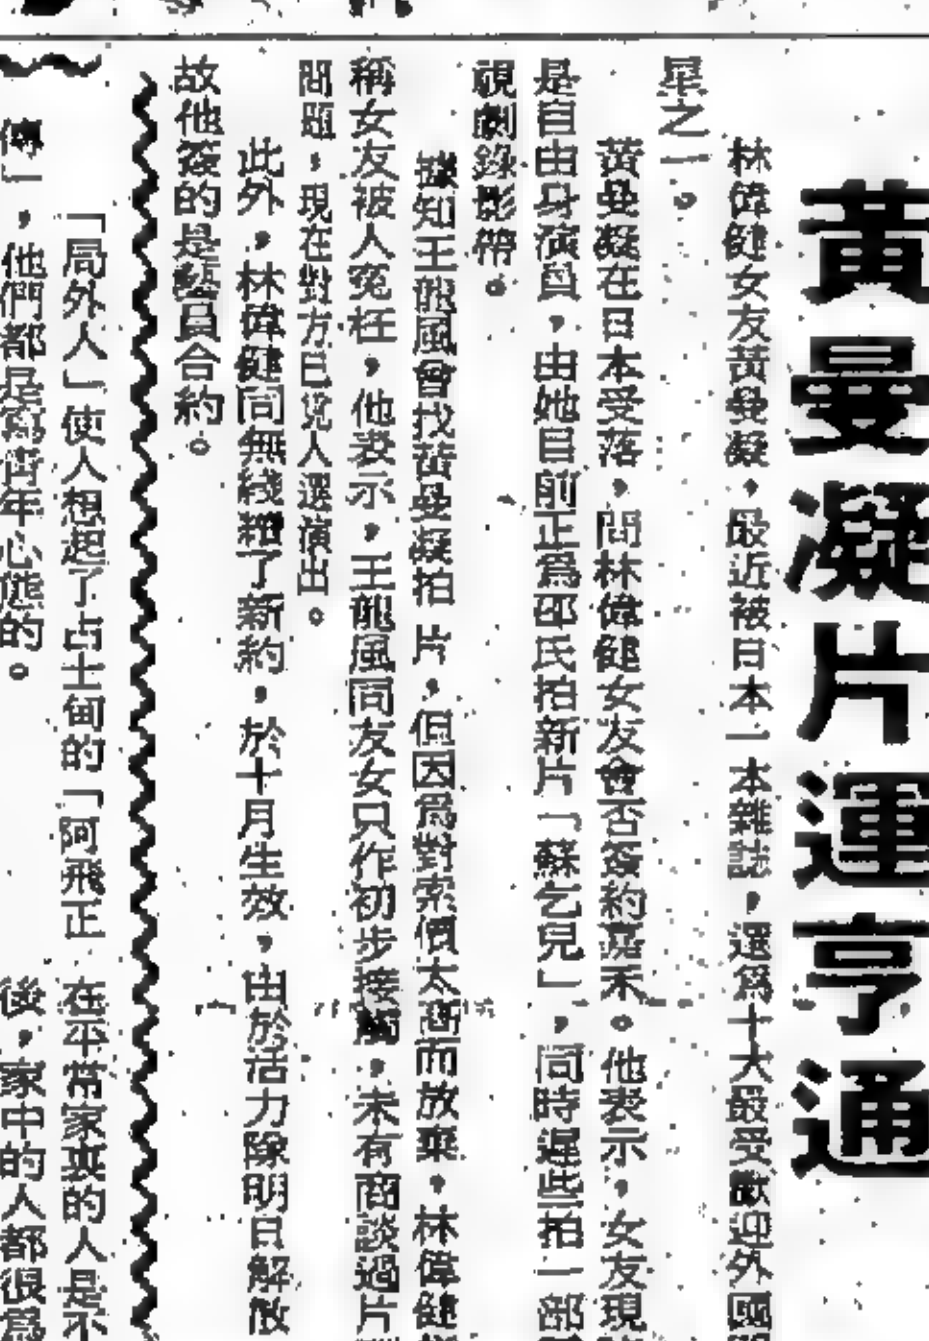 黃曼凝片運亨通
林偉健女友黃曼凝，最近被日本一本雜誌，選爲十大最受歡迎外國
星之一。
黃曼凝在日本受落，問林偉健女友會否簽約嘉禾。他表示，女友現
是自由身演員，由她目前正爲邵氏拍新片「蘇乞兒」，同時遲些拍一部
視劇錄影帶。
據知王龍風會找黃曼凝拍片，但因爲對索價太高而放棄，林偉健
稱女友被人冤枉，他表示，王龍風同友女只作初步接觸，未有商談過片
問題，現在對方已覓人選演出。
此外，林偉健同無綫續了新約，於十月生效，由於活力隊明日解散
故他簽的是藝員合約。
「局外人」使人想起了占士甸的「阿飛正
傳」，他們都是寫靑年心態的。
在平常家裏的人是不
後，家中的人都很爲